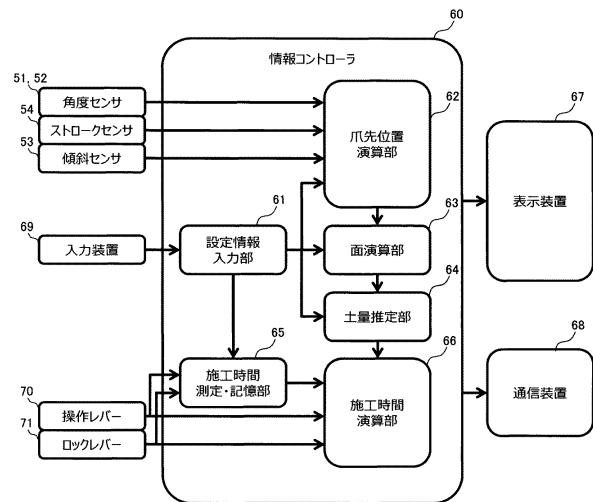 60
情報コントローラ
51, 52
角度センサ
54
ストロークセンサ
53
傾斜センサ
62
爪先位置
演算部
67
表示装置
69
入力装置
61
設定情報
入力部
63
面演算部
64
土量推定部
65
施工時間
測定・記憶部
66
施工時間
演算部
68
通信装置
70
操作レバー
71
ロックレバー